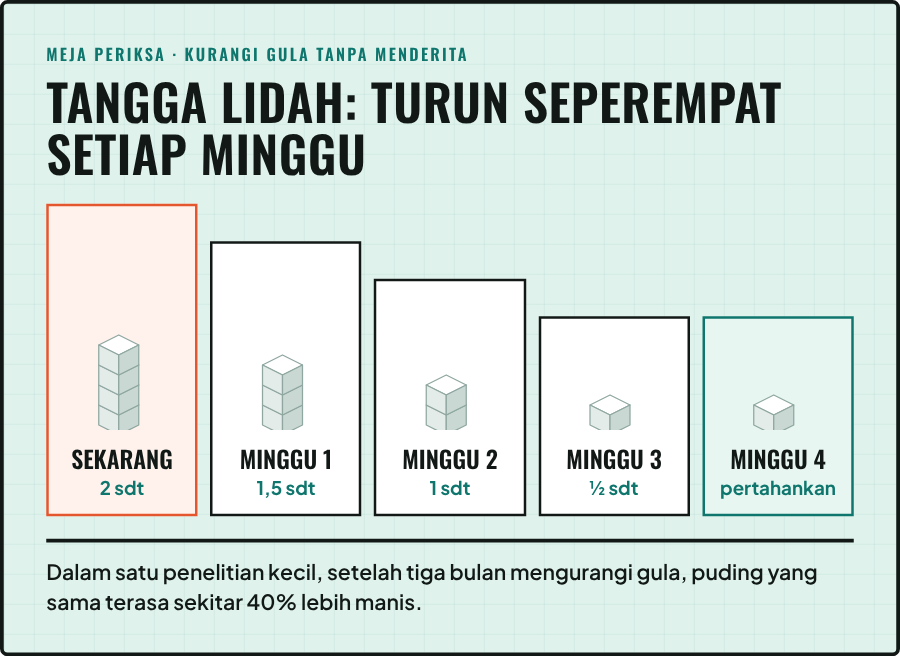 MEJA PERIKSA · KURANGI GULA TANPA MENDERITA
TANGGA LIDAH: TURUN SEPEREMPAT
SETIAP MINGGU
SEKARANG
2 sdt
MINGGU 1
1,5 sdt
MINGGU 2
1 sdt
MINGGU 3
½ sdt
MINGGU 4
pertahankan
Dalam satu penelitian kecil, setelah tiga bulan mengurangi gula, puding yang
sama terasa sekitar 40% lebih manis.